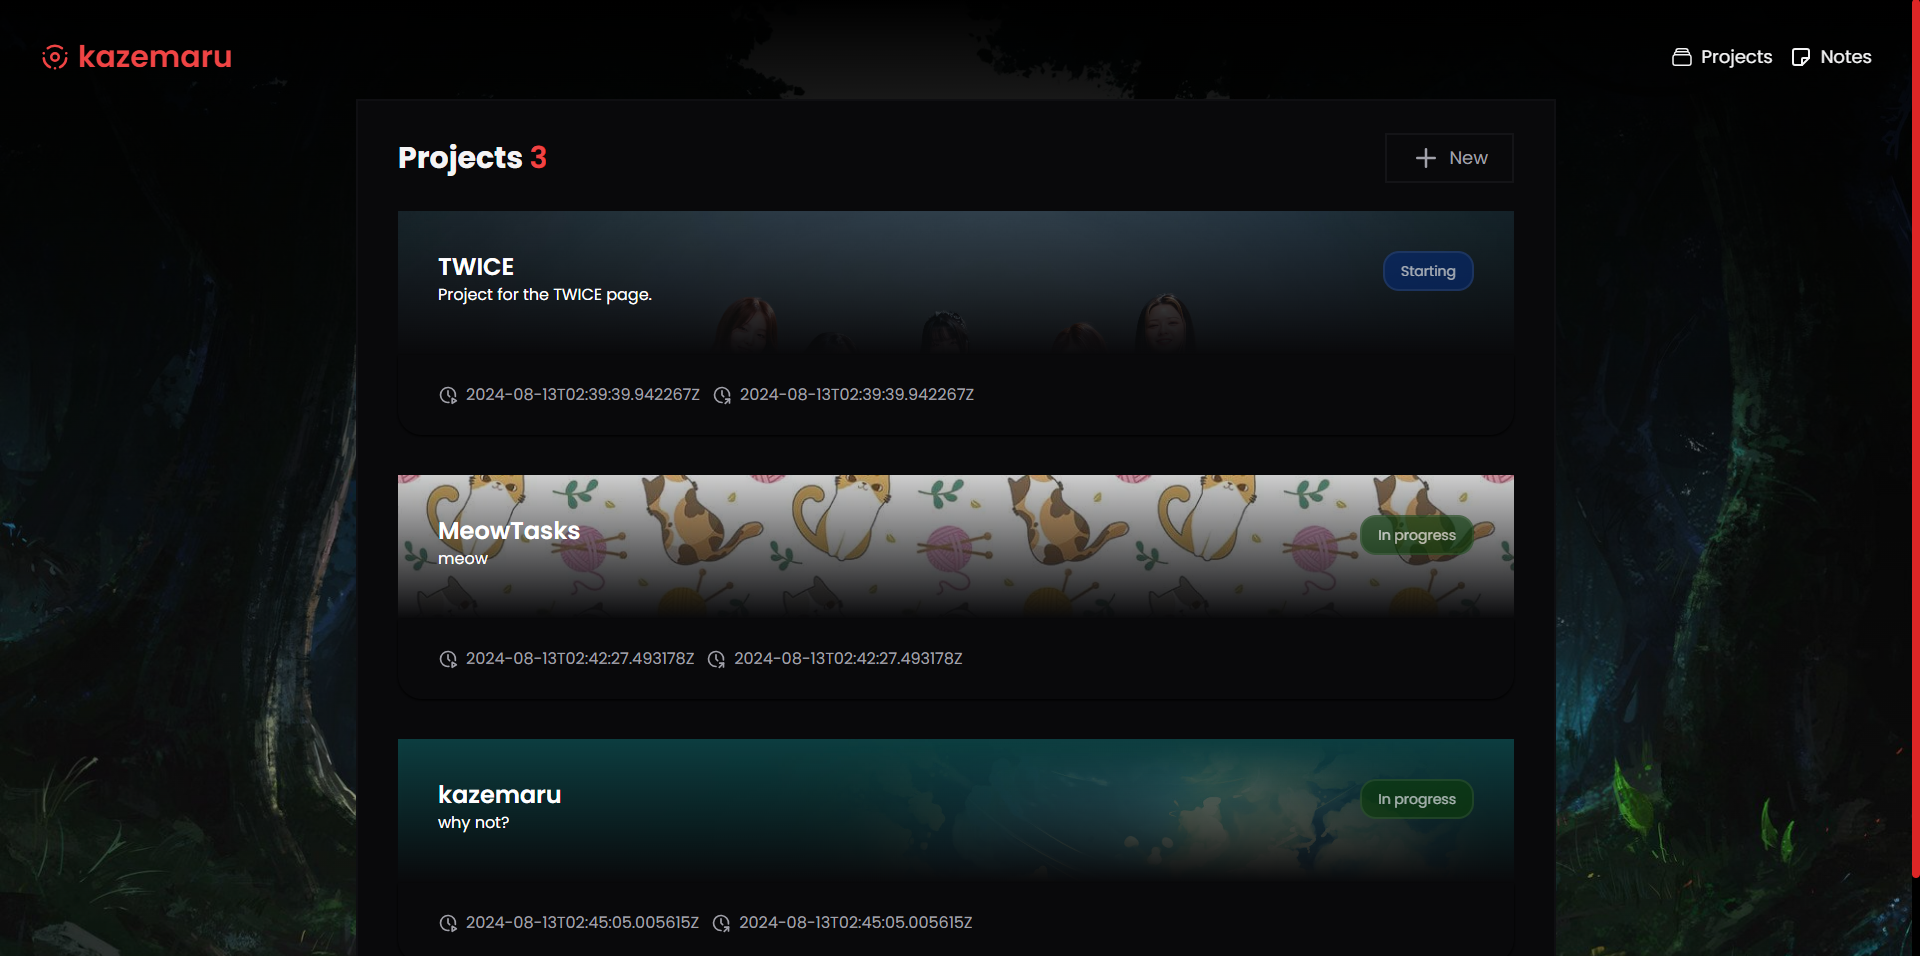 kazemaru
Projects
Notes
Projects 3
New
TWICE
Project for the TWICE page.
Starting
2024-08-13T02:39:39.942267Z
2024-08-13T02:39:39.942267Z
MeowTasks
meow
In progress
2024-08-13T02:42:27.493178Z
2024-08-13T02:42:27.493178Z
kazemaru
why not?
In progress
2024-08-13T02:45:05.005615Z
2024-08-13T02:45:05.005615Z